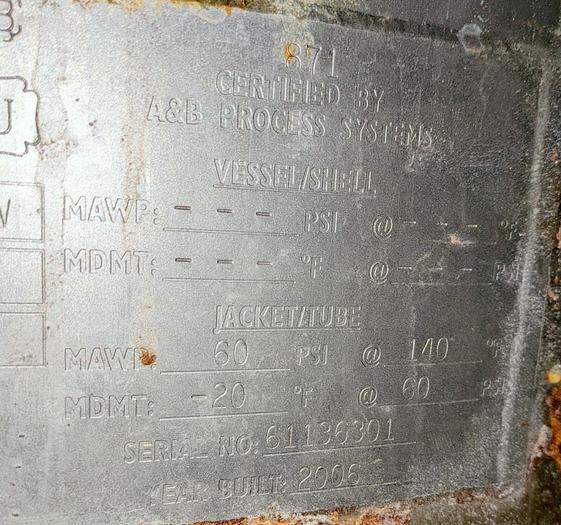 871
CERTIFIED BY
A&B PROCESS SYSTEMS
U
W
VESSEL/SHELL
MAWP: - - - PSI @ - - - °F
MDMT: - - - °F @ - - - PSI
JACKET/TUBE
MAWP: 60 PSI @ 140 °F
MDMT: -20 °F @ 60 PSI
SERIAL NO: 61136301
YEAR BUILT: 2006